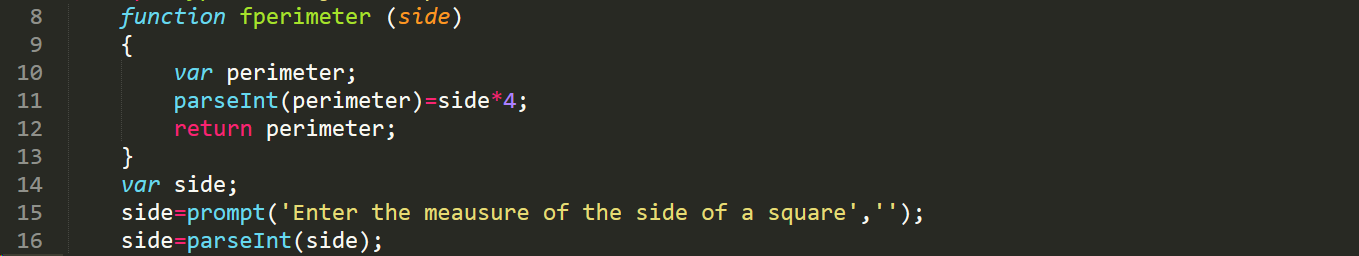 8 function fperimeter (side)
9 {
10 var perimeter;
11 parseInt(perimeter)=side*4;
12 return perimeter;
13 }
14 var side;
15 side=prompt('Enter the meausure of the side of a square','');
16 side=parseInt(side);